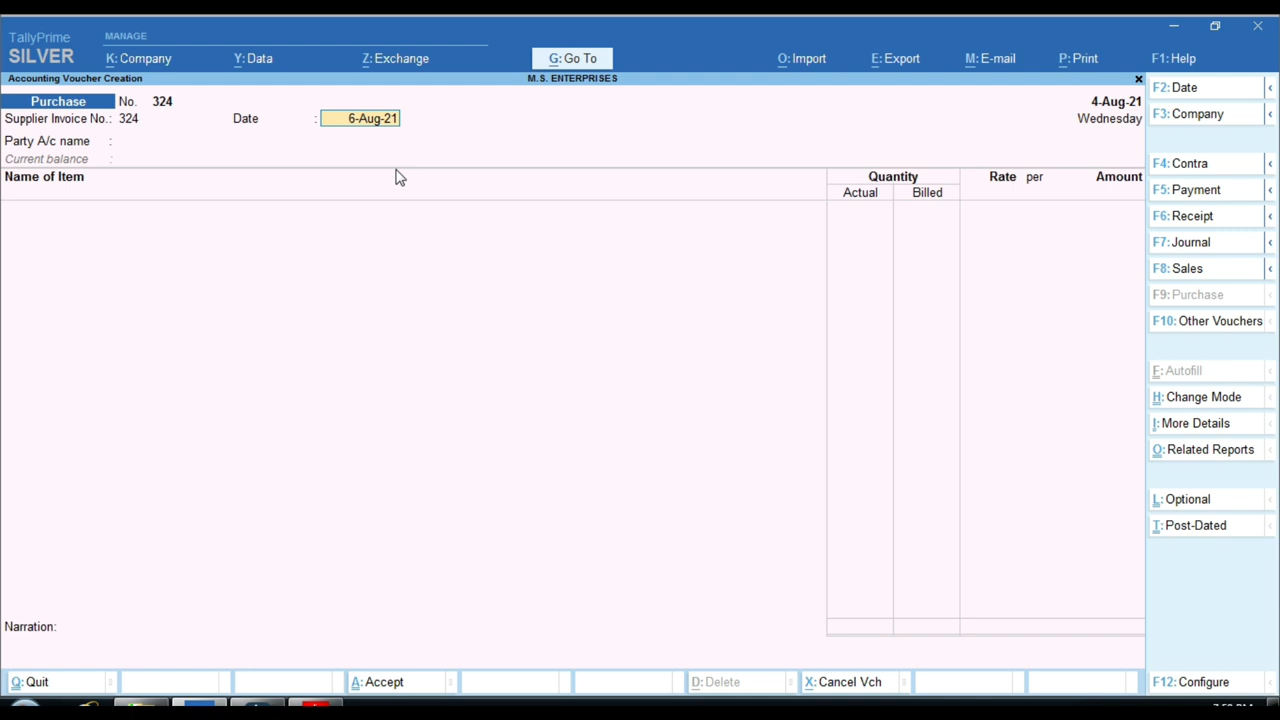 TallyPrime
MANAGE
SILVER
K: Company
Y: Data
Z: Exchange
G: Go To
O: Import
E: Export
M: E-mail
P: Print
F1: Help
Accounting Voucher Creation
M.S. ENTERPRISES
Purchase No. 324
4-Aug-21
Supplier Invoice No.: 324
Date : 6-Aug-21
Wednesday
Party A/c name :
Current balance :
Name of Item
Quantity
Rate per
Amount
Actual
Billed
Narration:
F2: Date
F3: Company
F4: Contra
F5: Payment
F6: Receipt
F7: Journal
F8: Sales
F9: Purchase
F10: Other Vouchers
E: Autofill
H: Change Mode
I: More Details
O: Related Reports
L: Optional
T: Post-Dated
Q: Quit
A: Accept
D: Delete
X: Cancel Vch
F12: Configure